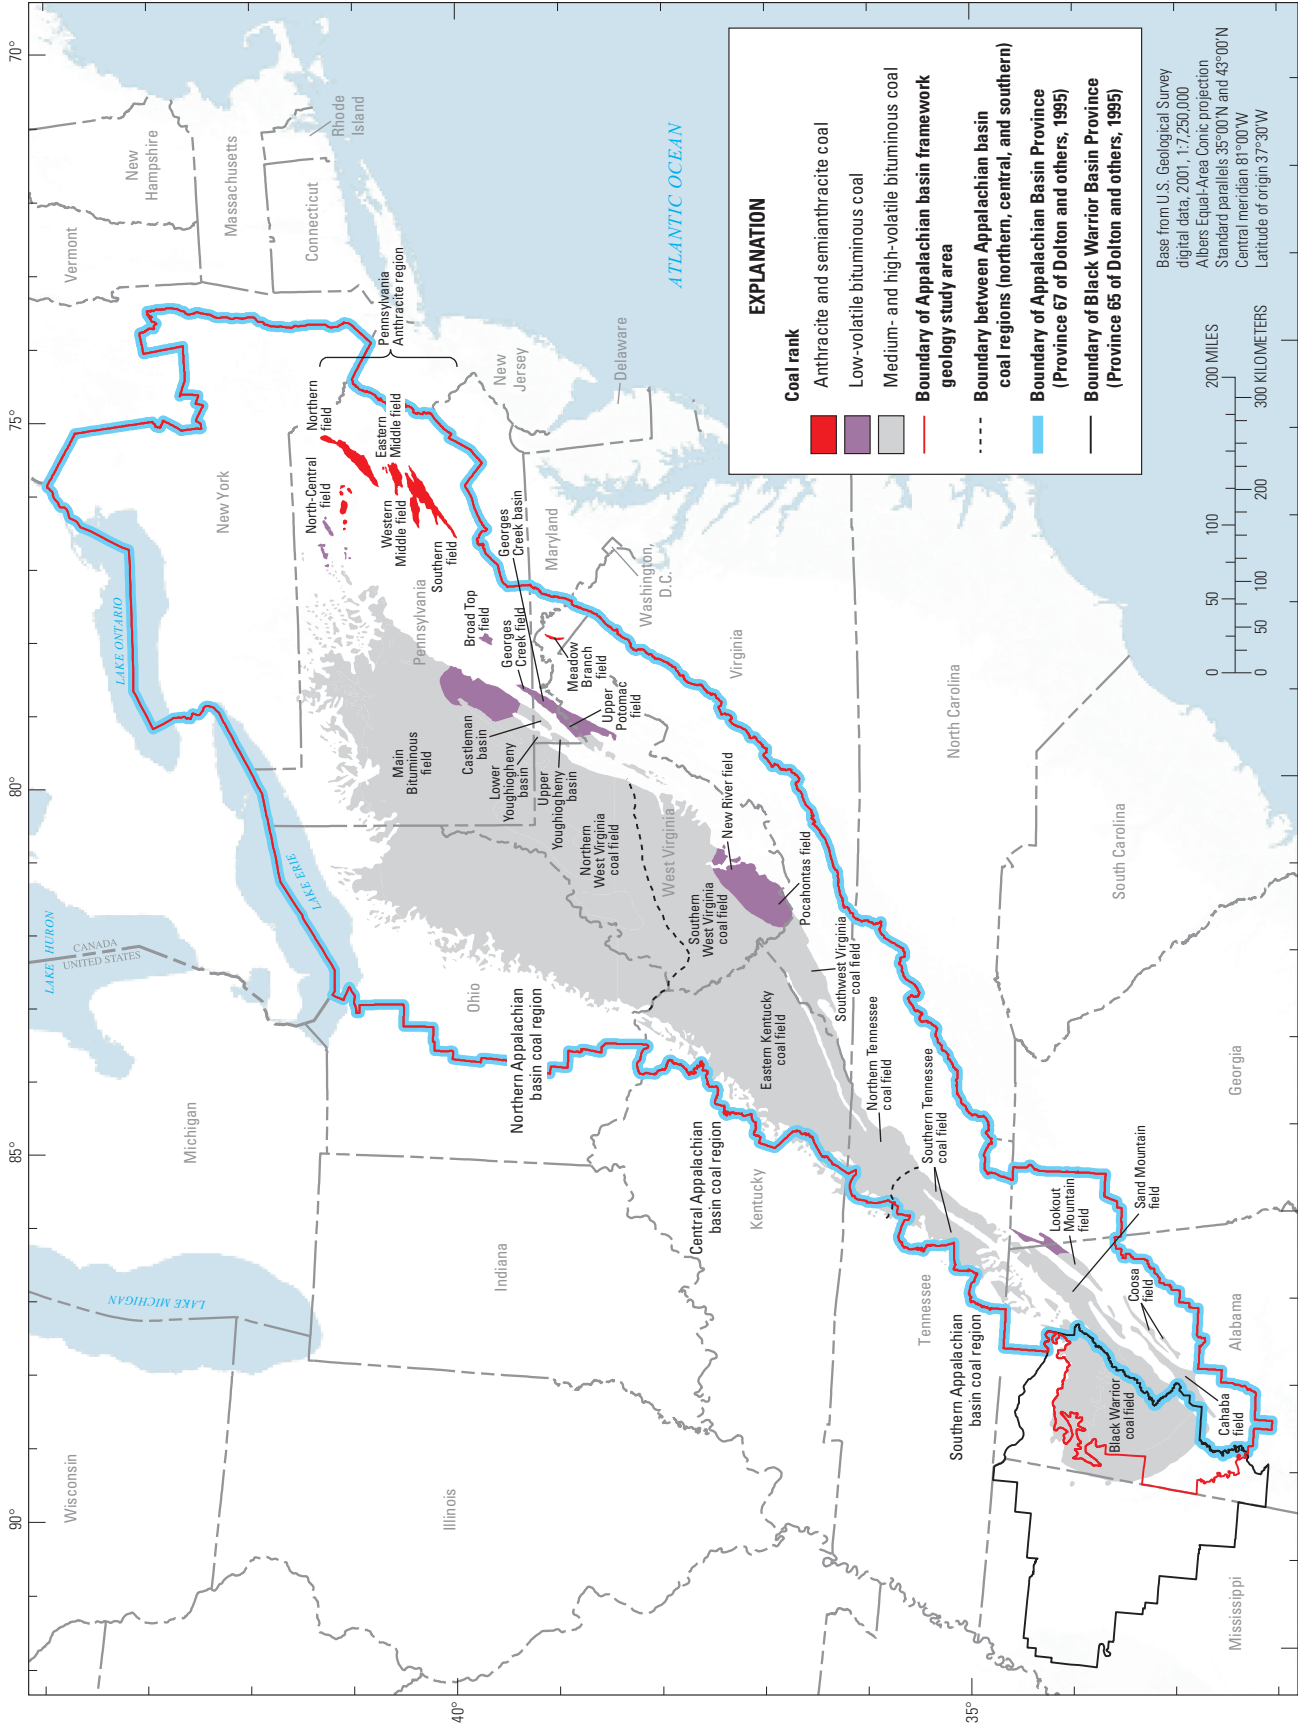 70°
75°
80°
85°
90°
40°
35°
LAKE HURON
CANADA
UNITED STATES
LAKE ONTARIO
LAKE ERIE
LAKE MICHIGAN
ATLANTIC OCEAN
Wisconsin
Michigan
Illinois
Indiana
Ohio
Kentucky
Tennessee
Mississippi
Alabama
Georgia
South Carolina
North Carolina
Virginia
West Virginia
Washington,
D.C.
Maryland
Delaware
New
Jersey
Pennsylvania
New York
Connecticut
Rhode
Island
Massachusetts
Vermont
New
Hampshire
Pennsylvania
Anthracite region
Northern
field
Eastern
Middle field
North-Central
field
Western
Middle field
Southern
field
Georges
Creek basin
Broad Top
field
Georges
Creek field
Meadow
Branch
field
Upper
Potomac
field
Main
Bituminous
field
Castleman
basin
Lower
Youghiogheny
basin
Upper
Youghiogheny
basin
Northern
West Virginia
coal field
New River field
Southern
West Virginia
coal field
Pocahontas field
Southwest Virginia
coal field
Northern Appalachian
basin coal region
Eastern Kentucky
coal field
Northern Tennessee
coal field
Central Appalachian
basin coal region
Southern Tennessee
coal field
Lookout
Mountain
field
Sand Mountain
field
Coosa
field
Southern Appalachian
basin coal region
Black Warrior
coal field
Cahaba
field
EXPLANATION
Coal rank
Anthracite and semianthracite coal
Low-volatile bituminous coal
Medium- and high-volatile bituminous coal
Boundary of Appalachian basin framework
geology study area
Boundary between Appalachian basin
coal regions (northern, central, and southern)
Boundary of Appalachian Basin Province
(Province 67 of Dolton and others, 1995)
Boundary of Black Warrior Basin Province
(Province 65 of Dolton and others, 1995)
0 50 100 200 MILES
0 50 100 200 300 KILOMETERS
Base from U.S. Geological Survey
digital data, 2001, 1:7,250,000
Albers Equal-Area Conic projection
Standard parallels 35°00'N and 43°00'N
Central meridian 81°00'W
Latitude of origin 37°30'W